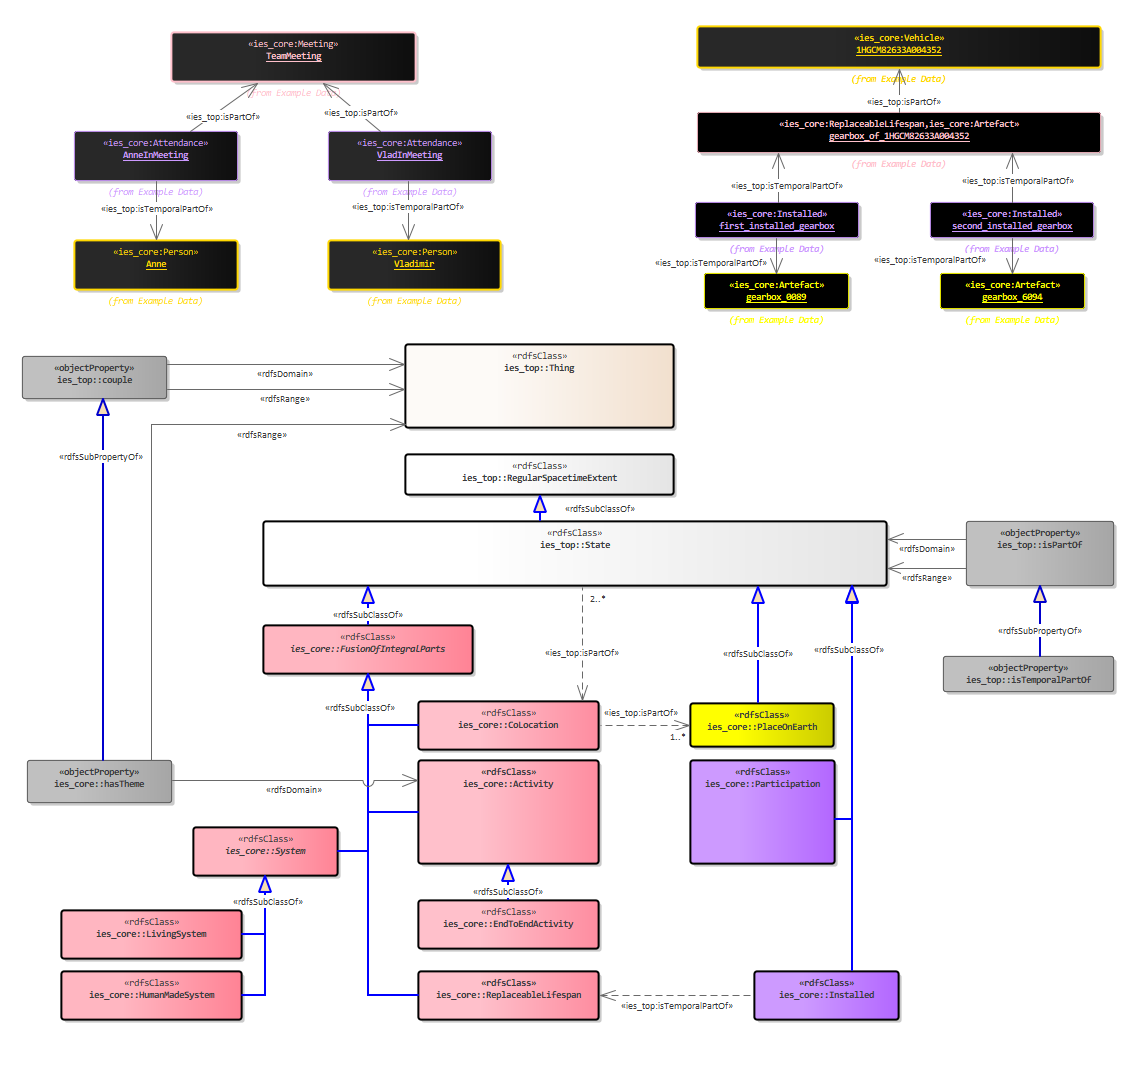 «ies_core:Meeting»
TeamMeeting
(from Example Data)
«ies_top:isPartOf»
«ies_top:isPartOf»
«ies_core:Attendance»
AnneInMeeting
(from Example Data)
«ies_core:Attendance»
VladInMeeting
(from Example Data)
«ies_top:isTemporalPartOf»
«ies_top:isTemporalPartOf»
«ies_core:Person»
Anne
(from Example Data)
«ies_core:Person»
Vladimir
(from Example Data)
«ies_core:Vehicle»
1HGCM82633A004352
(from Example Data)
«ies_top:isPartOf»
«ies_core:ReplaceableLifespan,ies_core:Artefact»
gearbox_of_1HGCM82633A004352
(from Example Data)
«ies_top:isTemporalPartOf»
«ies_top:isTemporalPartOf»
«ies_core:Installed»
first_installed_gearbox
(from Example Data)
«ies_core:Installed»
second_installed_gearbox
(from Example Data)
«ies_top:isTemporalPartOf»
«ies_top:isTemporalPartOf»
«ies_core:Artefact»
gearbox_0089
(from Example Data)
«ies_core:Artefact»
gearbox_6094
(from Example Data)
«objectProperty»
ies_top::couple
«rdfsDomain»
«rdfsRange»
«rdfsRange»
«rdfsClass»
ies_top::Thing
«rdfsSubPropertyOf»
«rdfsClass»
ies_top::RegularSpacetimeExtent
«rdfsSubClassOf»
«rdfsClass»
ies_top::State
«rdfsDomain»
«rdfsRange»
«objectProperty»
ies_top::isPartOf
2..*
«rdfsSubClassOf»
«rdfsClass»
ies_core::FusionOfIntegralParts
«ies_top:isPartOf»
«rdfsSubClassOf»
«rdfsSubClassOf»
«rdfsSubPropertyOf»
«objectProperty»
ies_top::isTemporalPartOf
«rdfsSubClassOf»
«rdfsClass»
ies_core::CoLocation
«ies_top:isPartOf»
1..*
«rdfsClass»
ies_core::PlaceOnEarth
«objectProperty»
ies_core::hasTheme
«rdfsDomain»
«rdfsClass»
ies_core::Activity
«rdfsClass»
ies_core::Participation
«rdfsClass»
ies_core::System
«rdfsSubClassOf»
«rdfsSubClassOf»
«rdfsClass»
ies_core::LivingSystem
«rdfsClass»
ies_core::EndToEndActivity
«rdfsClass»
ies_core::HumanMadeSystem
«rdfsClass»
ies_core::ReplaceableLifespan
«ies_top:isTemporalPartOf»
«rdfsClass»
ies_core::Installed